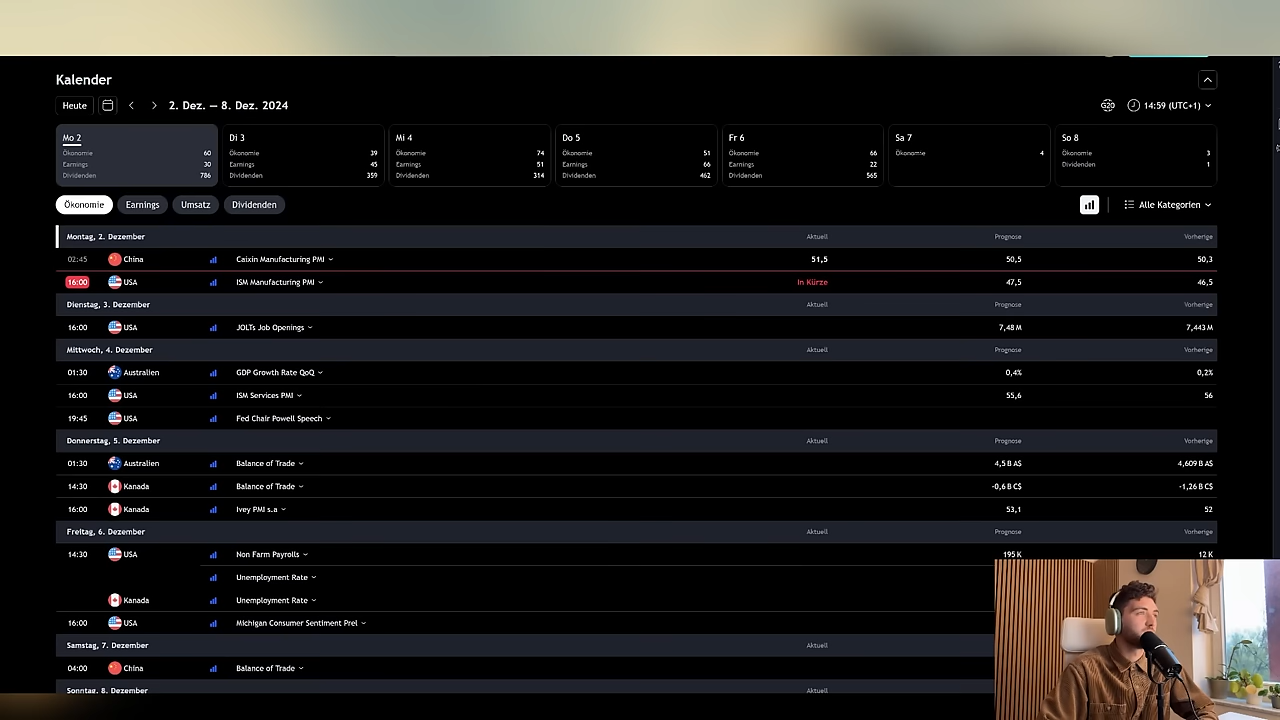 Kalender
Heute 2. Dez. — 8. Dez. 2024 14:59 (UTC+1)
Mo 2
Ökonomie 60
Earnings 30
Dividenden 786
Di 3
Ökonomie 39
Earnings 45
Dividenden 359
Mi 4
Ökonomie 74
Earnings 51
Dividenden 314
Do 5
Ökonomie 51
Earnings 66
Dividenden 462
Fr 6
Ökonomie 66
Earnings 22
Dividenden 565
Sa 7
Ökonomie 4
So 8
Ökonomie 3
Dividenden 1
Ökonomie Earnings Umsatz Dividenden Alle Kategorien
Montag, 2. Dezember Aktuell Prognose Vorherige
02:45 China Caixin Manufacturing PMI 51,5 50,5 50,3
16:00 USA ISM Manufacturing PMI In Kürze 47,5 46,5
Dienstag, 3. Dezember Aktuell Prognose Vorherige
16:00 USA JOLTs Job Openings 7,48 M 7,443 M
Mittwoch, 4. Dezember Aktuell Prognose Vorherige
01:30 Australien GDP Growth Rate QoQ 0,4% 0,2%
16:00 USA ISM Services PMI 55,6 56
19:45 USA Fed Chair Powell Speech
Donnerstag, 5. Dezember Aktuell Prognose Vorherige
01:30 Australien Balance of Trade 4,5 B A$ 4,609 B A$
14:30 Kanada Balance of Trade -0,6 B C$ -1,26 B C$
16:00 Kanada Ivey PMI s.a 53,1 52
Freitag, 6. Dezember Aktuell Prognose Vorherige
14:30 USA Non Farm Payrolls 195 K 12 K
Unemployment Rate
Kanada Unemployment Rate
16:00 USA Michigan Consumer Sentiment Prel
Samstag, 7. Dezember Aktuell
04:00 China Balance of Trade
Sonntag, 8. Dezember Aktuell